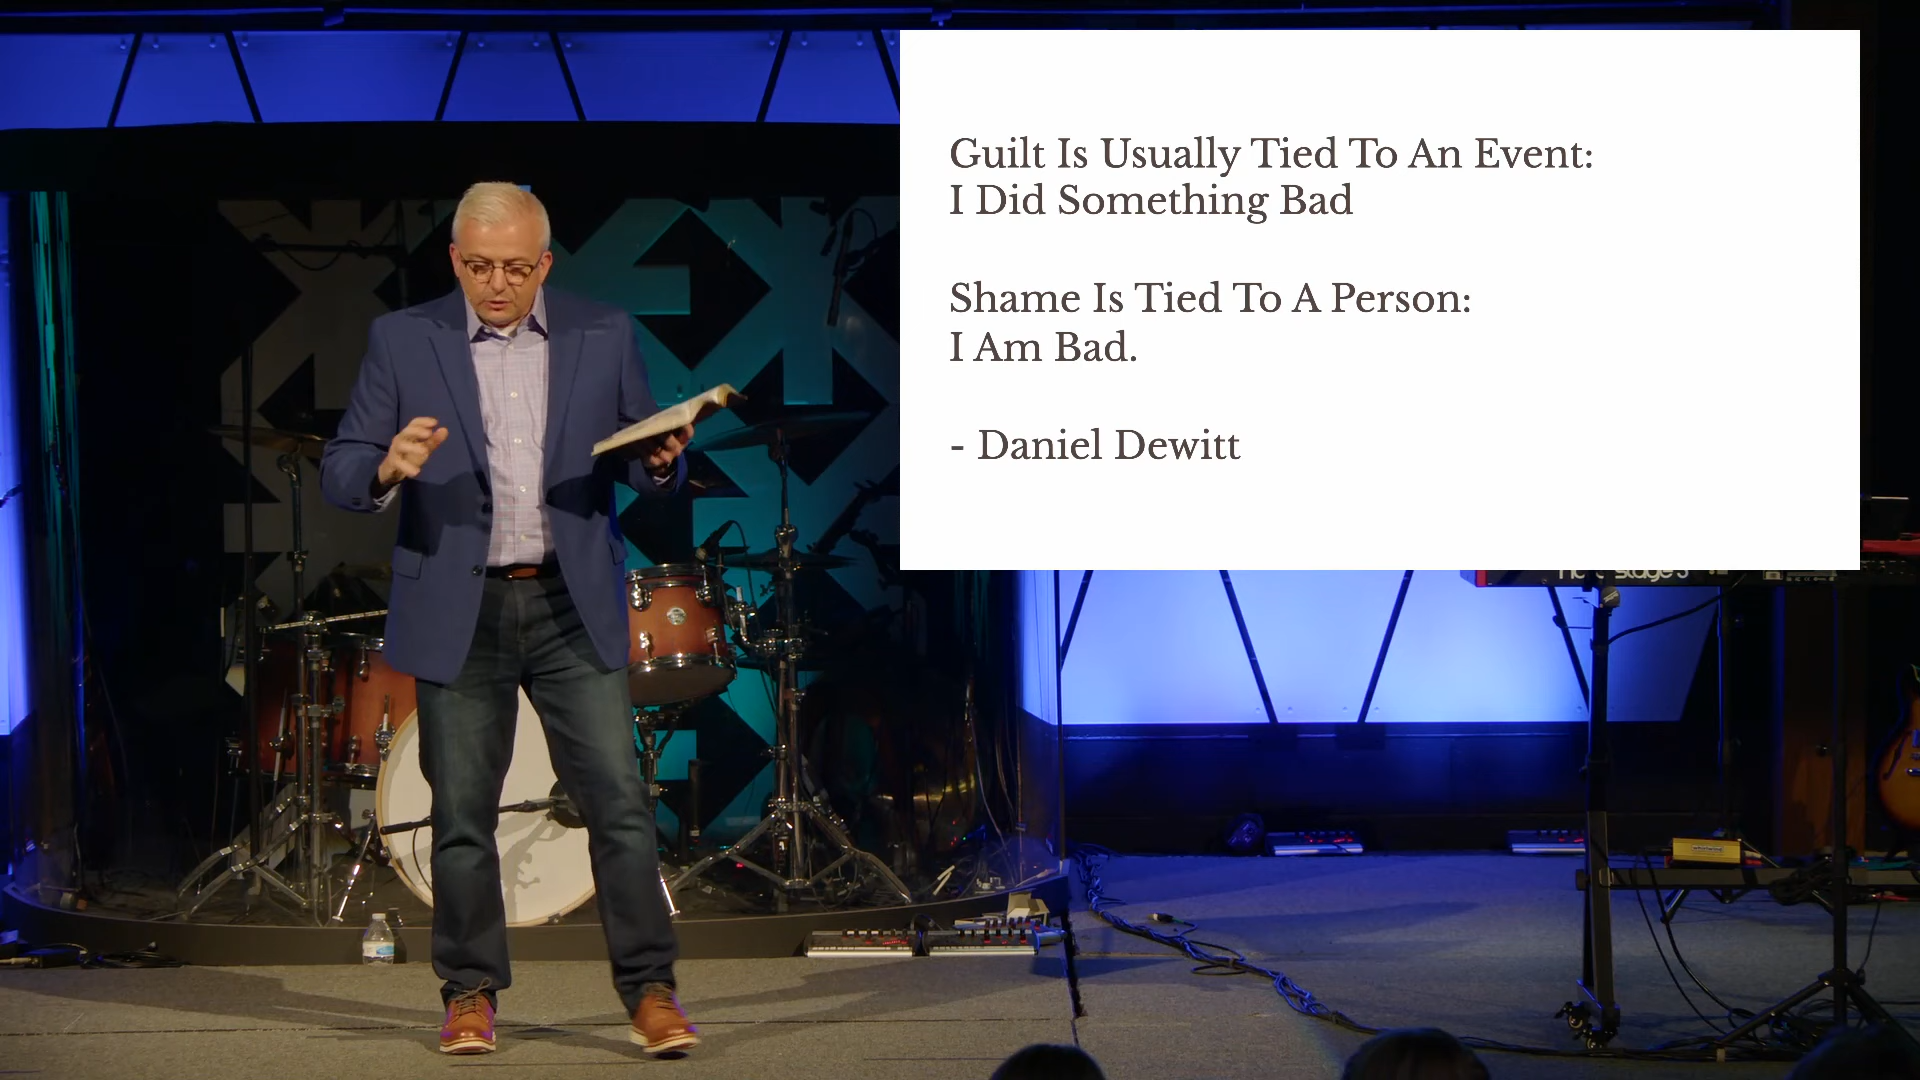 Guilt Is Usually Tied To An Event:
I Did Something Bad
Shame Is Tied To A Person:
I Am Bad.
- Daniel Dewitt